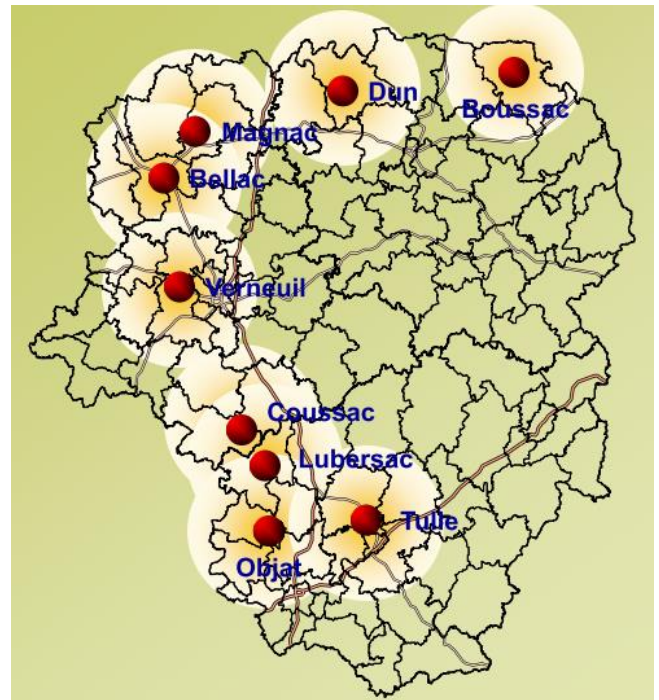 Dun
Boussac
Magnac
Bellac
Verneuil
Coussac
Lubersac
Tulle
Objat